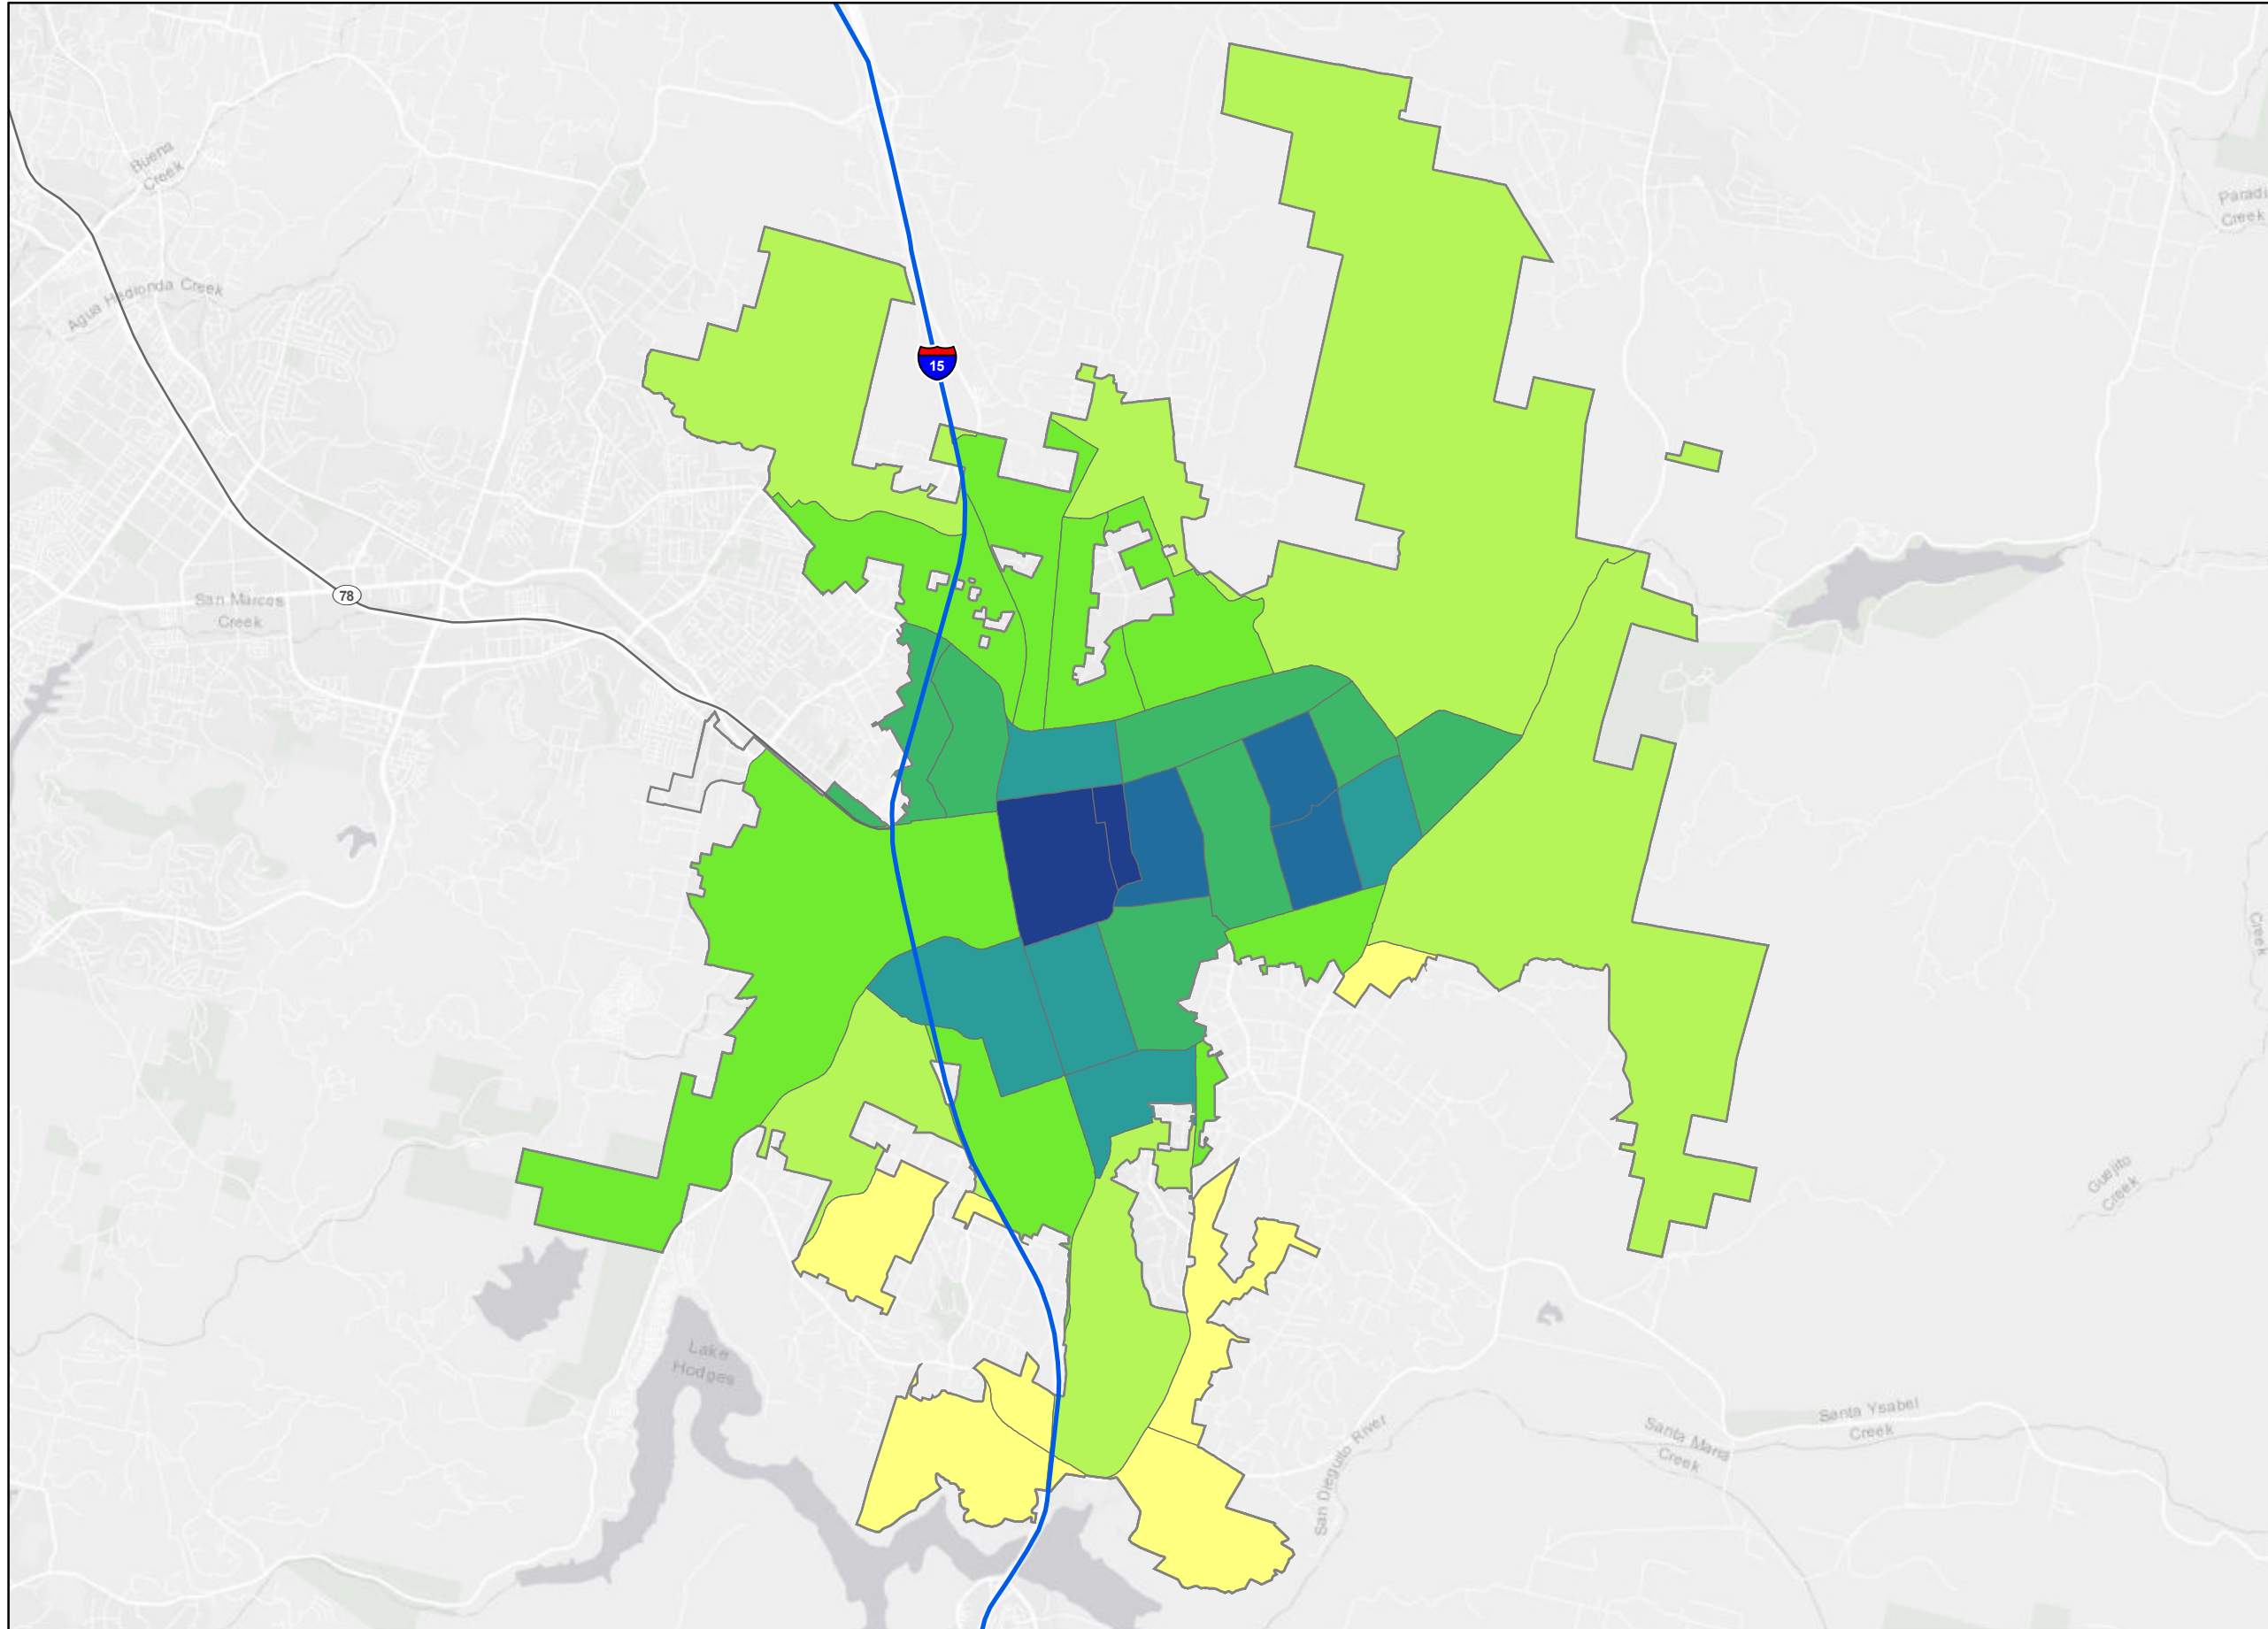 Buena
Creek
Paradi
Creek
Agua Hedionda Creek
15
San Marcos
Creek
78
Creek
Guejito
Creek
Lake
Hodges
San Dieguito River
Santa Maria
Creek
Santa Ysabel
Creek